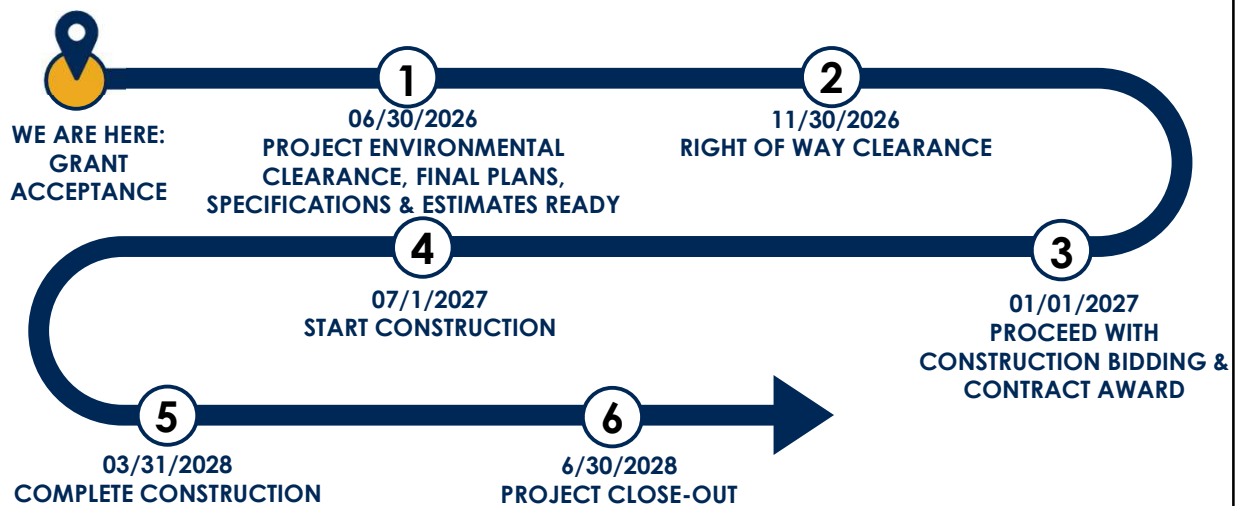 WE ARE HERE:
GRANT
ACCEPTANCE
1
06/30/2026
PROJECT ENVIRONMENTAL
CLEARANCE, FINAL PLANS,
SPECIFICATIONS & ESTIMATES READY
2
11/30/2026
RIGHT OF WAY CLEARANCE
3
01/01/2027
PROCEED WITH
CONSTRUCTION BIDDING &
CONTRACT AWARD
4
07/1/2027
START CONSTRUCTION
5
03/31/2028
COMPLETE CONSTRUCTION
6
6/30/2028
PROJECT CLOSE-OUT